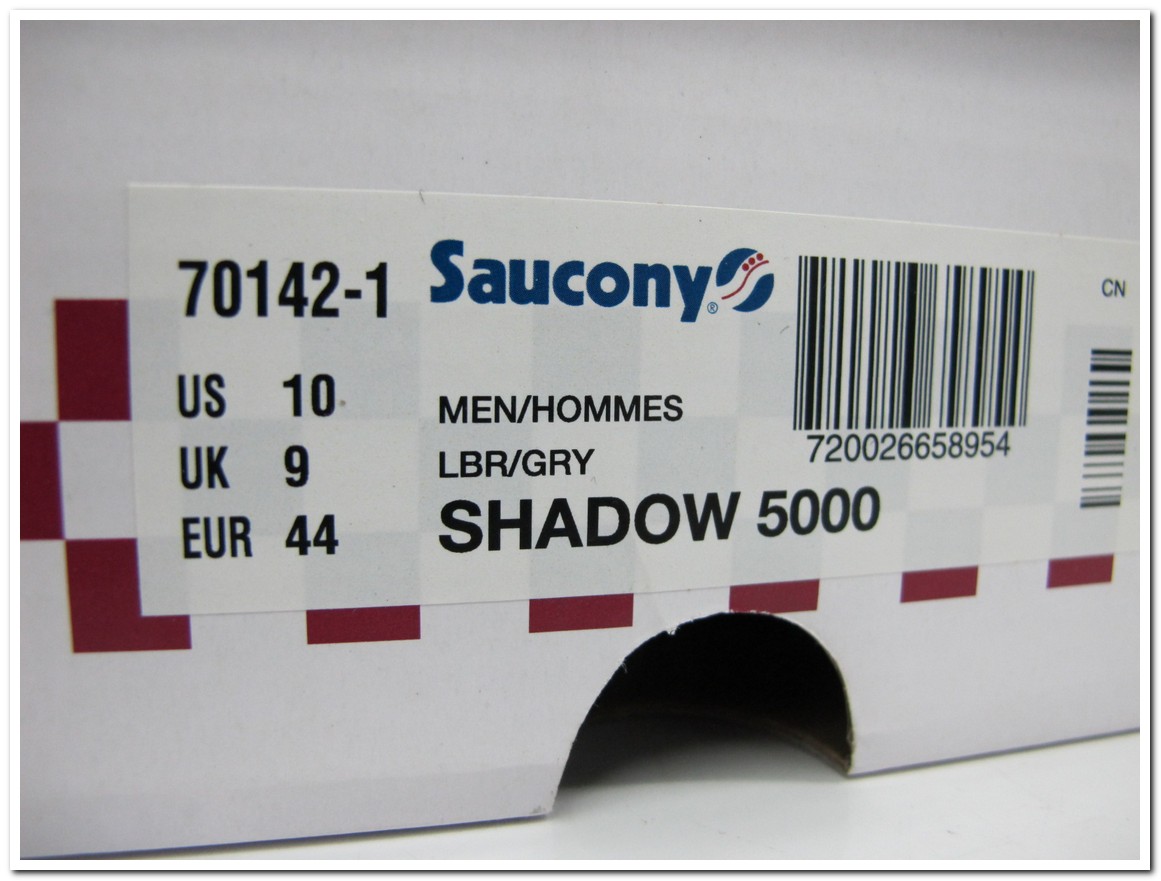 70142-1
Saucony®
CN
US 10
UK 9
EUR 44
MEN/HOMMES
LBR/GRY
SHADOW 5000
720026658954